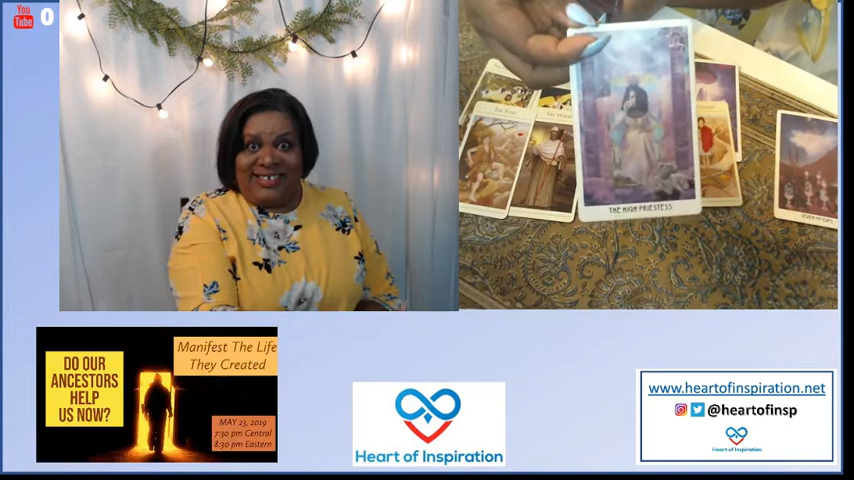 You
Tube
0
THE HIGH PRIESTESS
SEVEN OF CUPS
DO OUR
ANCESTORS
HELP
US NOW?
Manifest The Life
They Created
MAY 23, 2019
7:30 pm Central
8:30 pm Eastern
Heart of Inspiration
www.heartofinspiration.net
@heartofinsp
Heart of Inspiration